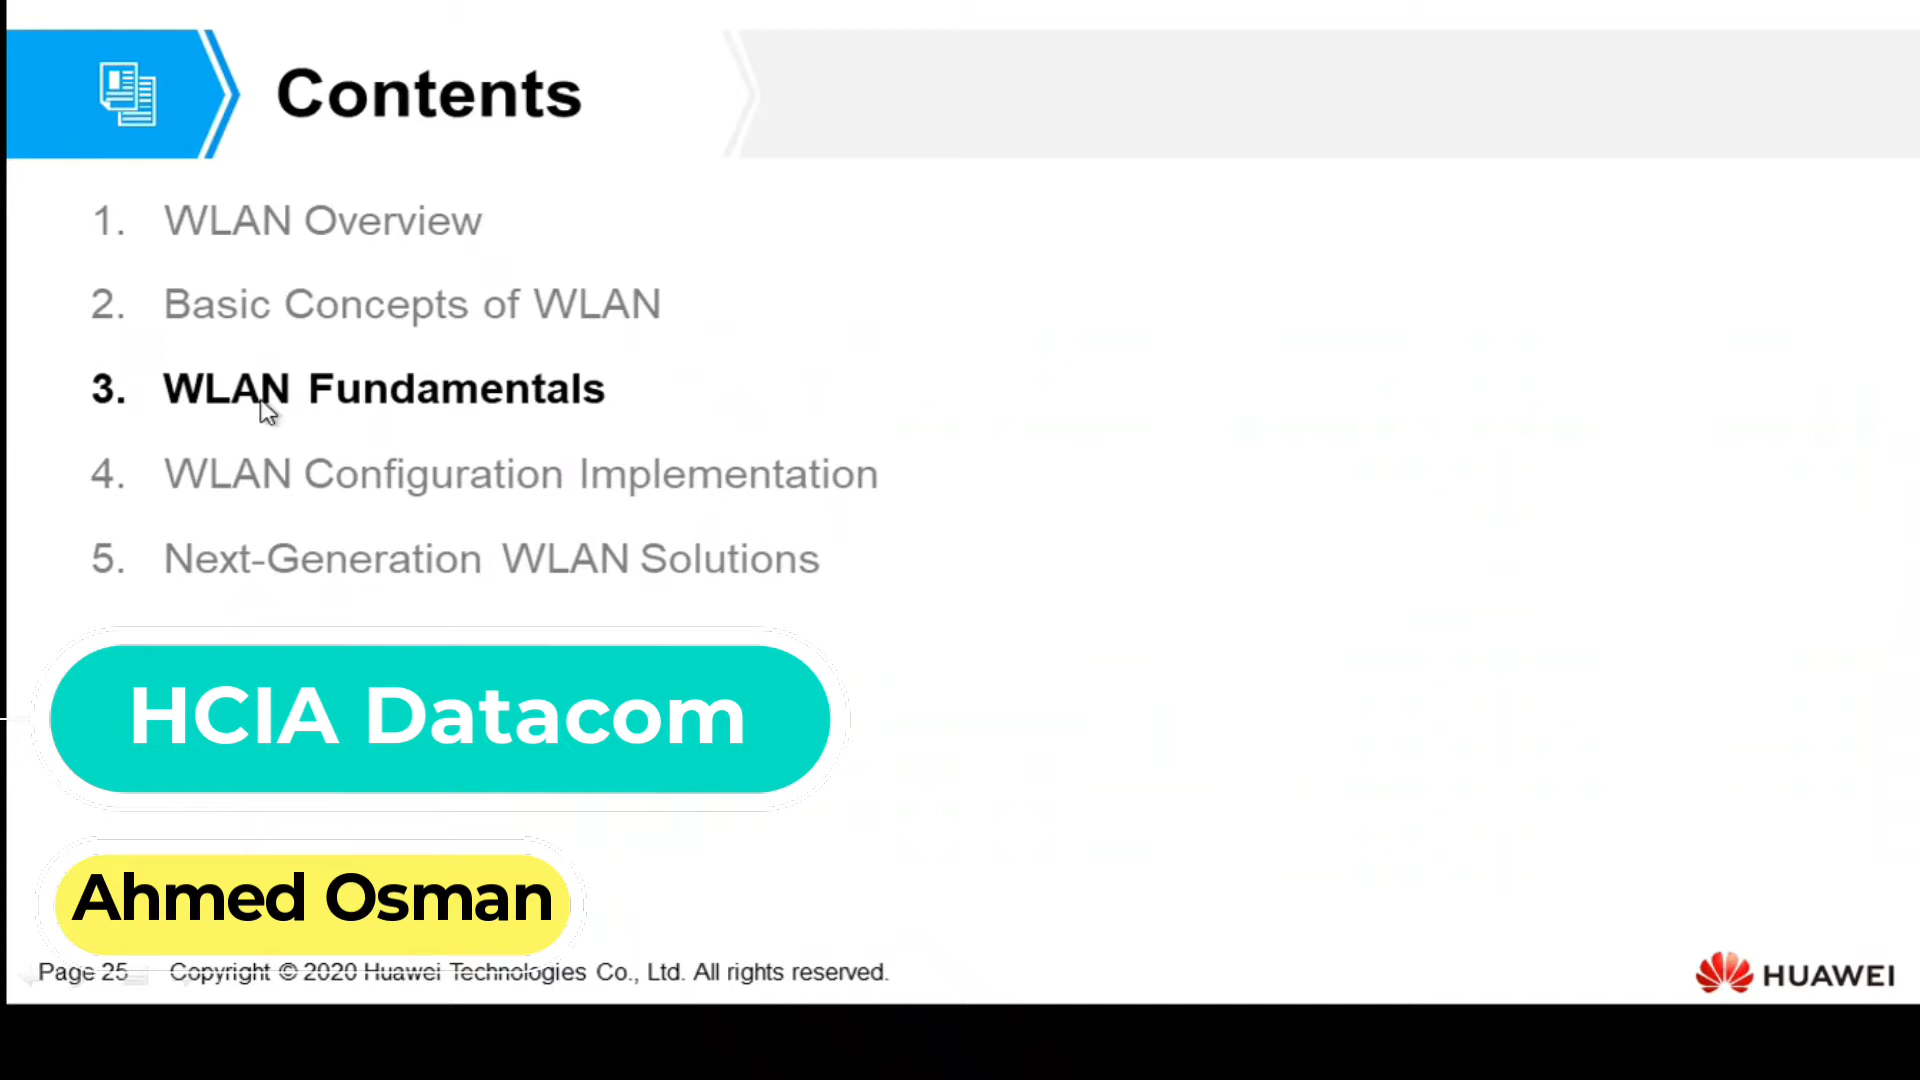 Contents
1. WLAN Overview
2. Basic Concepts of WLAN
3. WLAN Fundamentals
4. WLAN Configuration Implementation
5. Next-Generation WLAN Solutions
HCIA Datacom
Ahmed Osman
Page 25 Copyright © 2020 Huawei Technologies Co., Ltd. All rights reserved.
HUAWEI